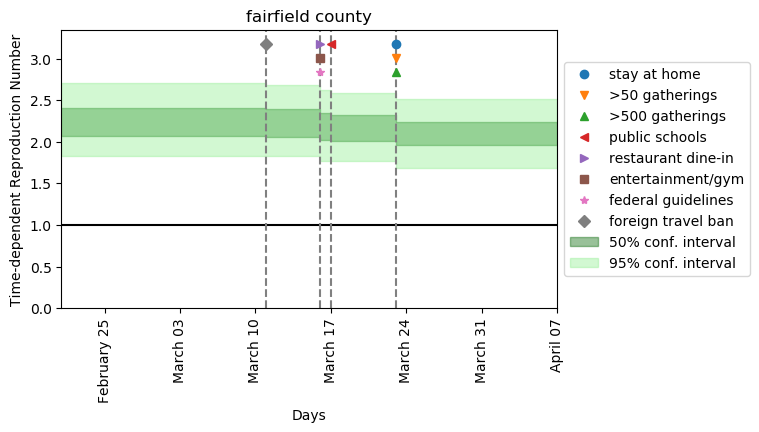 fairfield county
Time-dependent Reproduction Number
3.0
2.5
2.0
1.5
1.0
0.5
0.0
February 25
March 03
March 10
March 17
March 24
March 31
April 07
Days
stay at home
>50 gatherings
>500 gatherings
public schools
restaurant dine-in
entertainment/gym
federal guidelines
foreign travel ban
50% conf. interval
95% conf. interval